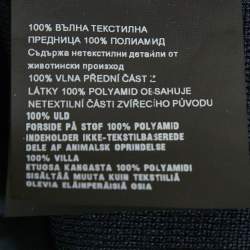 100% ВЪЛНА ТЕКСТИЛНА
ПРЕДНИЦА 100% ПОЛИАМИД
Съдържа нетекстилни детайли от
животински произход
100% VLNA PŘEDNÍ ČÁST Z
LÁTKY 100% POLYAMID OBSAHUJE
NETEXTILNÍ ČÁSTI ZVÍŘECÍHO PŮVODU
100% ULD
FORSIDE PÅ STOF 100% POLYAMID
INDEHOLDER IKKE-TEKSTILBASEREDE
DELE AF ANIMALSK OPRINDELSE
100% VILLA
ETUOSA KANGASTA 100% POLYAMIDI
SISÄLTÄÄ MUUTA KUIN TEKSTIILIÄ
OLEVIA ELÄINPERÄISIÄ OSIA